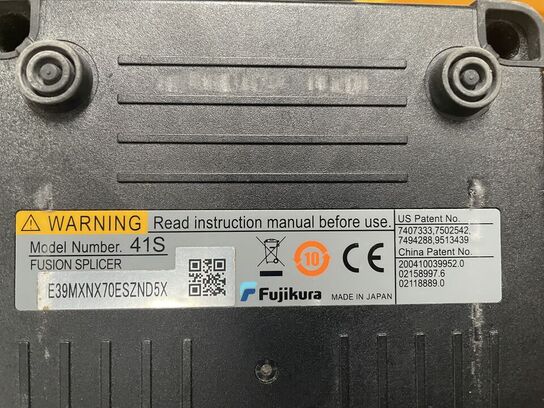 WARNING Read instruction manual before use.
Model Number. 41S
FUSION SPLICER
E39MXNX70ESZND5X
10
Fujikura
MADE IN JAPAN
US Patent No.
7407333,7502542,
7494288,9513439
China Patent No.
200410039952.0
02158997.6
02118889.0